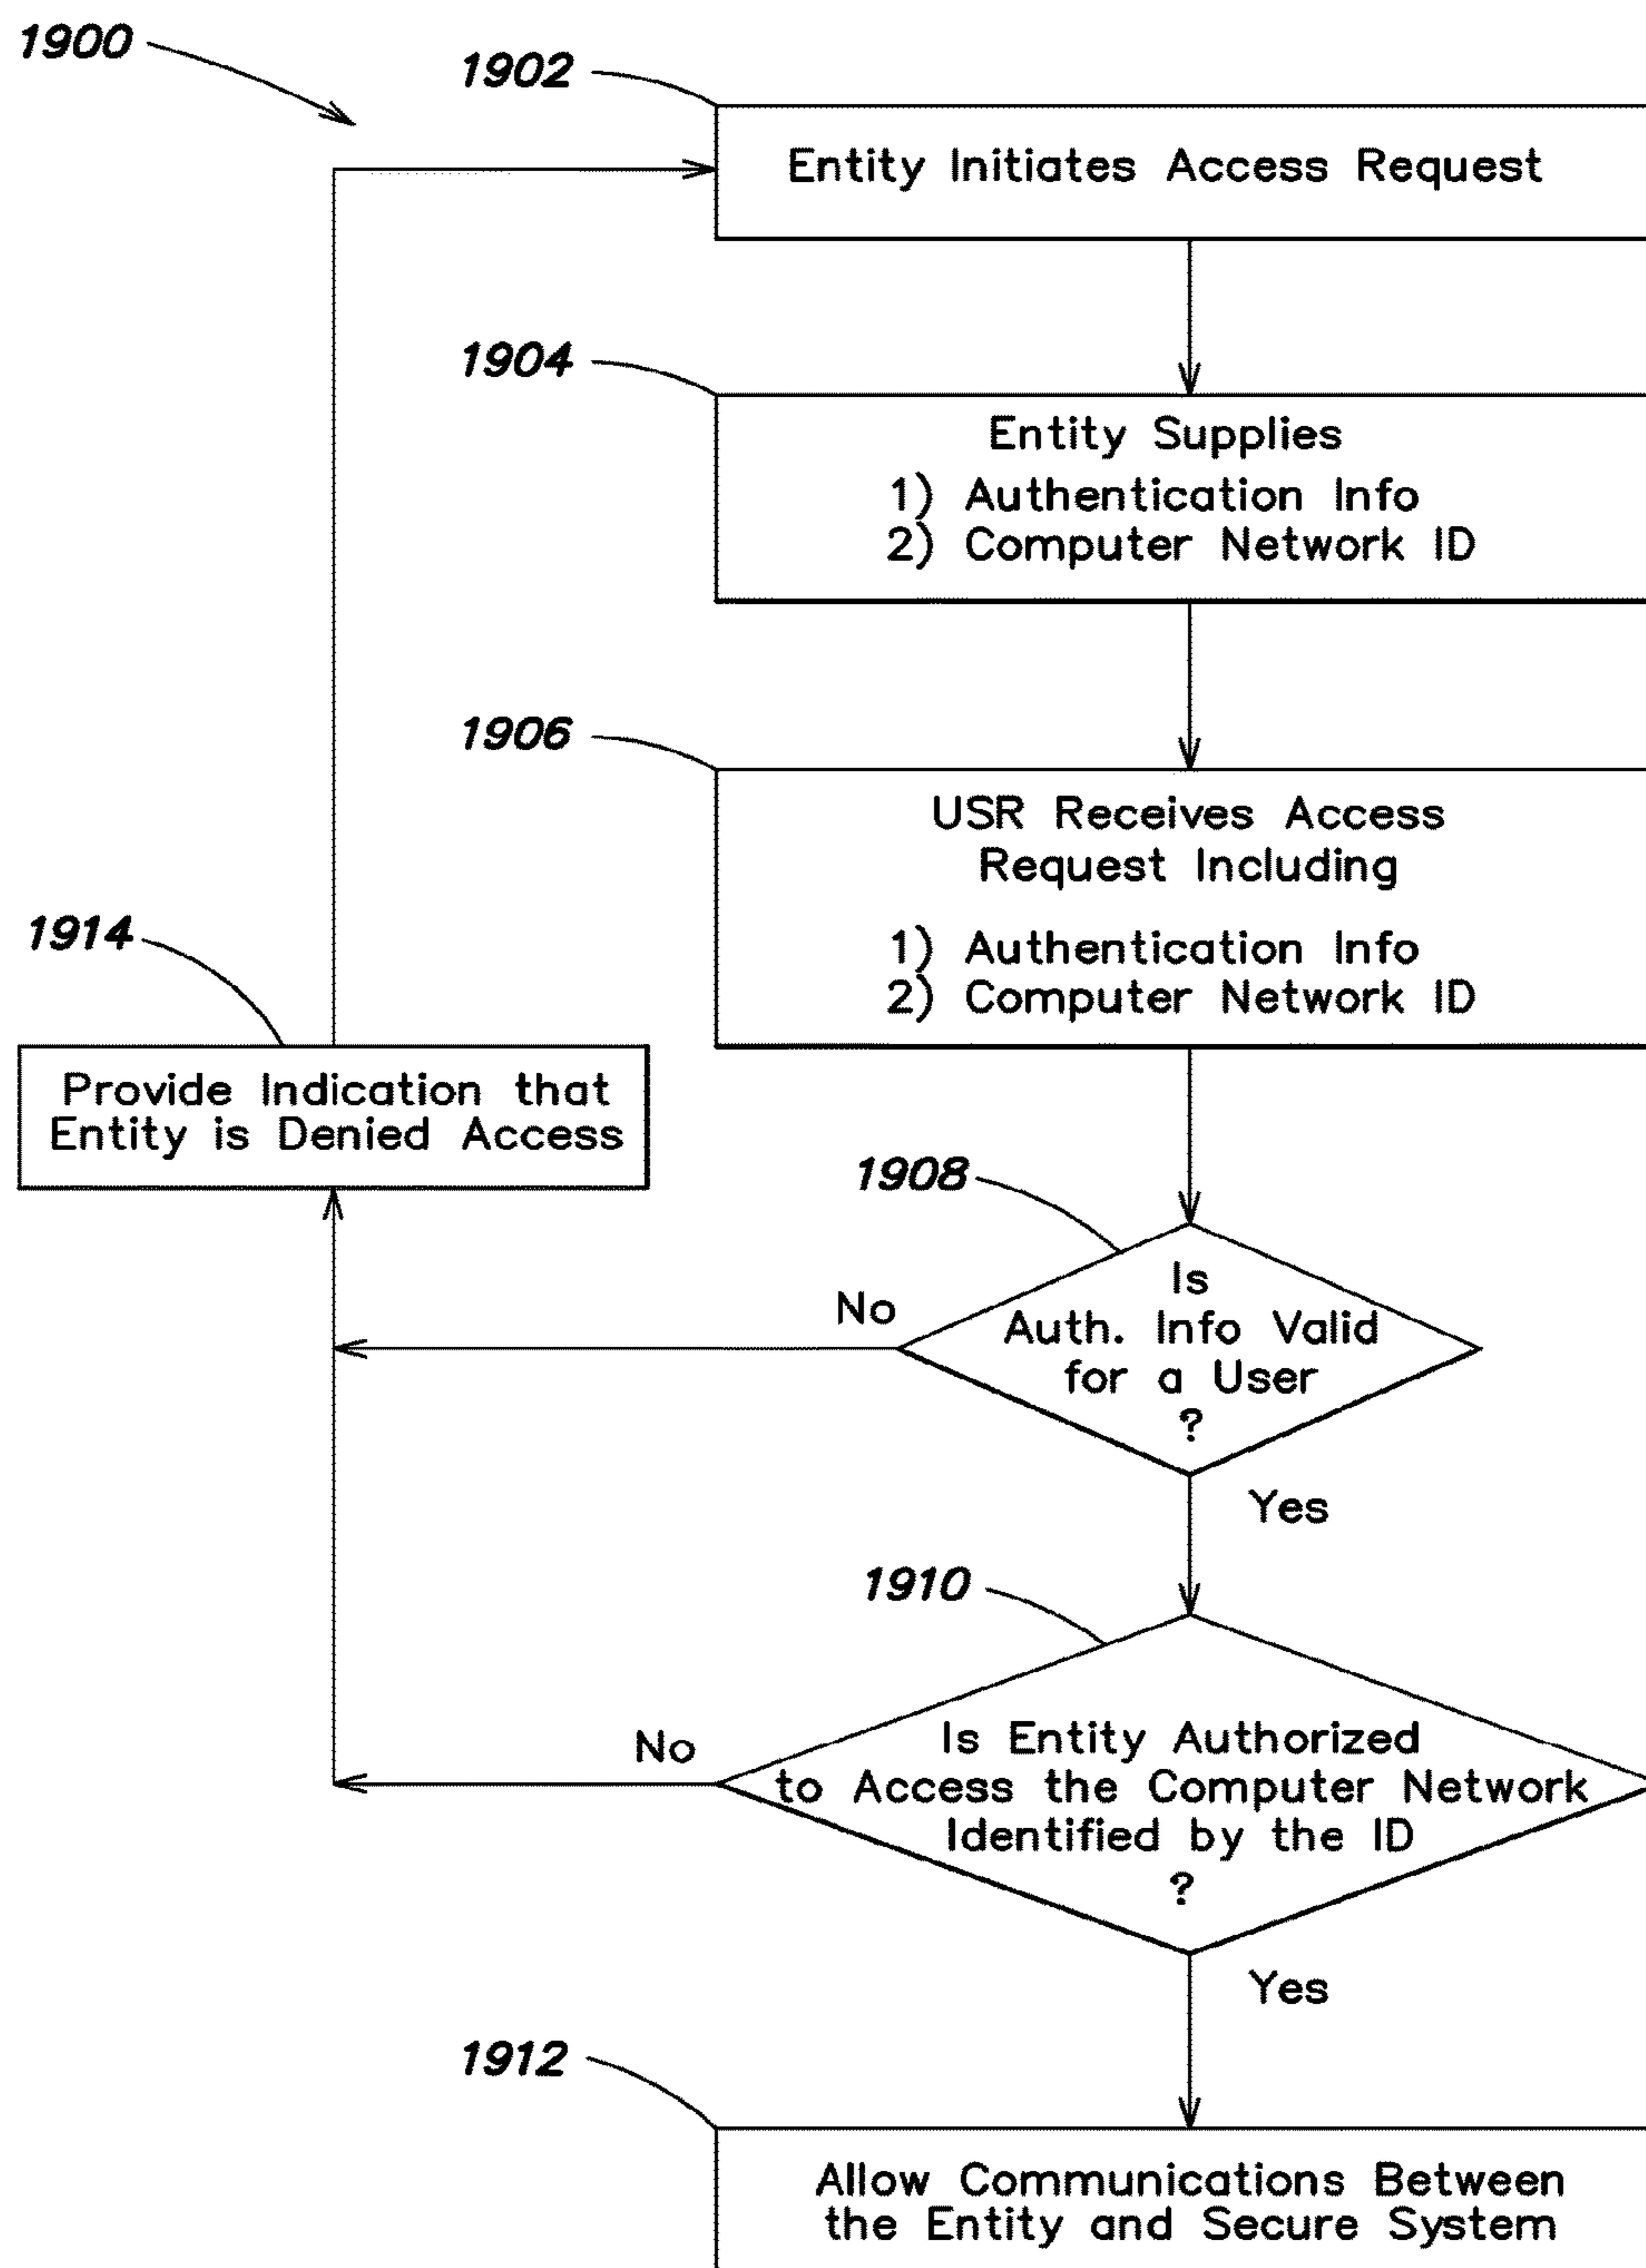 1900
1902
Entity Initiates Access Request
1904
Entity Supplies
1) Authentication Info
2) Computer Network ID
1906
USR Receives Access
Request Including
1) Authentication Info
2) Computer Network ID
1914
Provide Indication that
Entity is Denied Access
1908
Is
Auth. Info Valid
for a User
?
No
Yes
1910
Is Entity Authorized
to Access the Computer Network
Identified by the ID
?
No
Yes
1912
Allow Communications Between
the Entity and Secure System